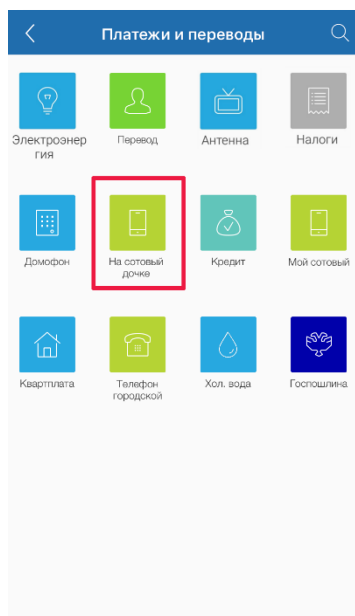 Платежи и переводы
Электроэнер
гия
Перевод
Антенна
Налоги
Домофон
На сотовый
дочке
Кредит
Мой сотовый
Квартплата
Телефон
городской
Хол. вода
Госпошлина